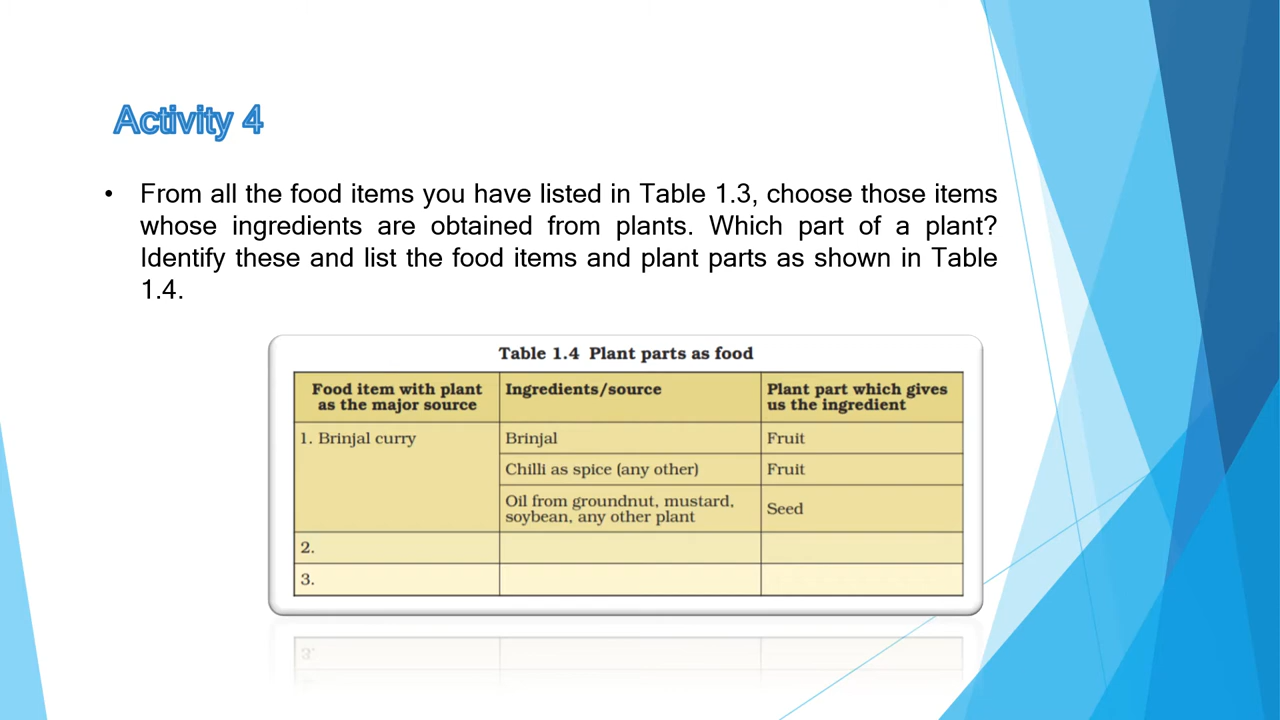 Activity 4
• From all the food items you have listed in Table 1.3, choose those items
whose ingredients are obtained from plants. Which part of a plant?
Identify these and list the food items and plant parts as shown in Table
1.4.
Table 1.4 Plant parts as food
Food item with plant
as the major source
Ingredients/source
Plant part which gives
us the ingredient
1. Brinjal curry
Brinjal
Fruit
Chilli as spice (any other)
Fruit
Oil from groundnut, mustard,
soybean, any other plant
Seed
2.
3.